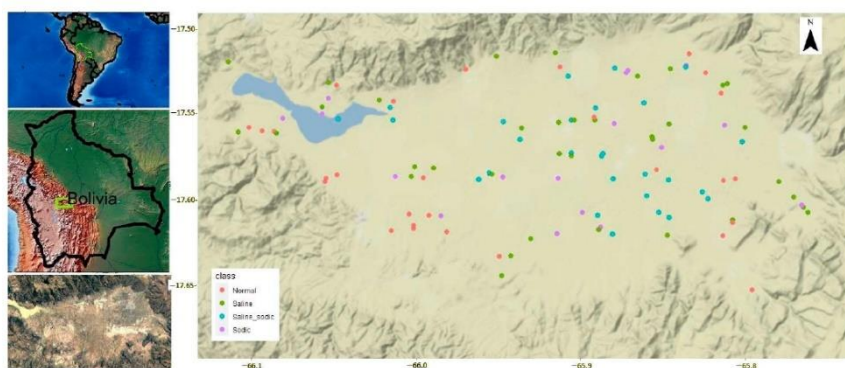 N
−17.50
−17.55
−17.60
−17.65
Bolivia
class
Normal
Saline
Saline_sodic
Sodic
−66.1
−66.0
−65.9
−65.8